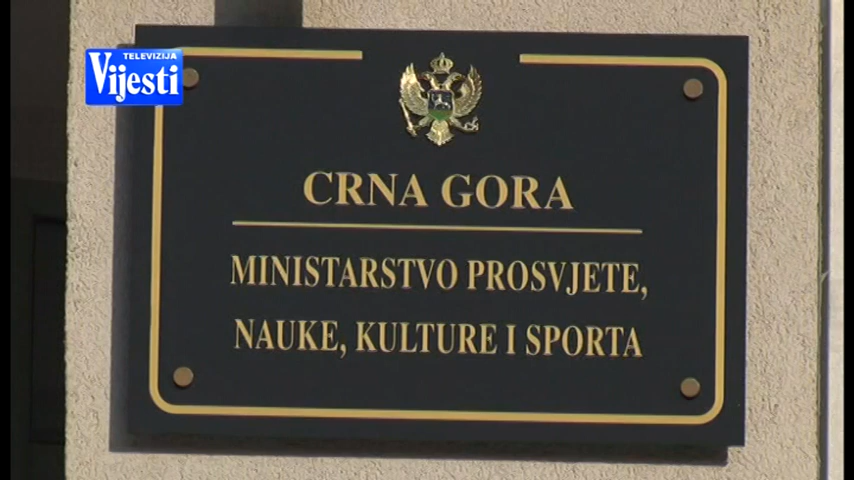 TELEVIZIJA
Vijesti
CRNA GORA
MINISTARSTVO PROSVJETE,
NAUKE, KULTURE I SPORTA